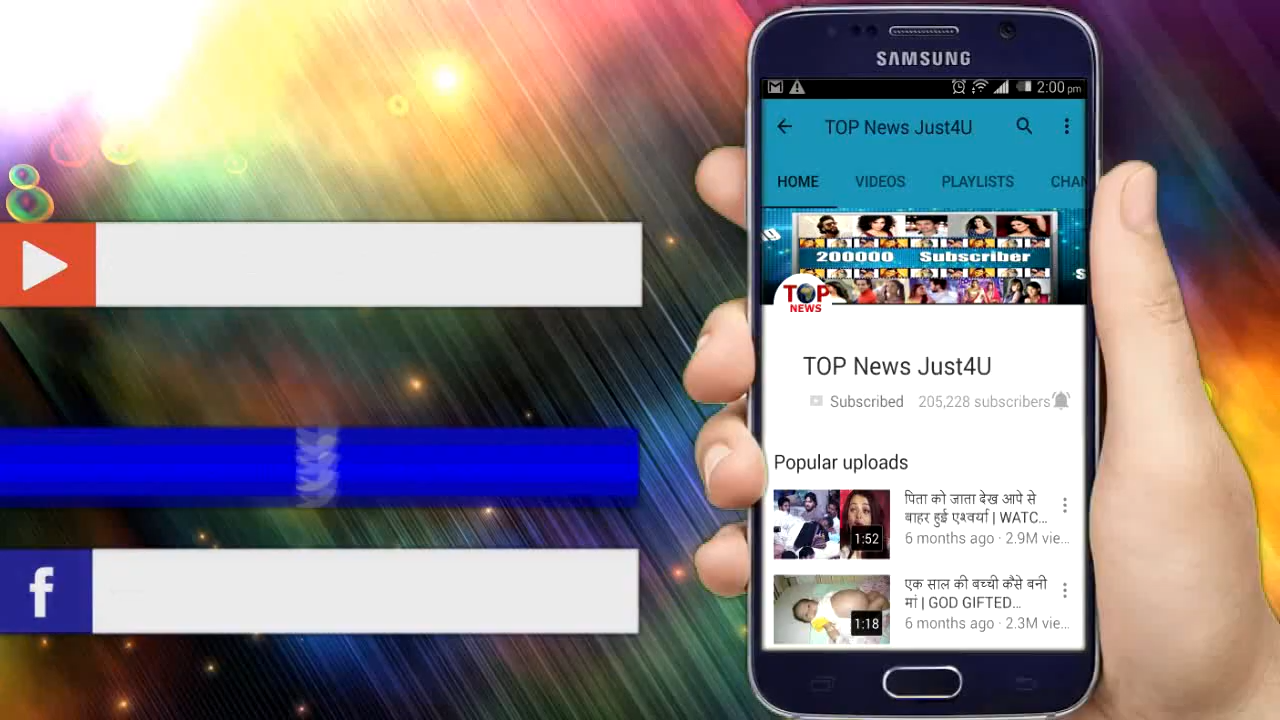 SAMSUNG
2:00 pm
TOP News Just4U
HOME VIDEOS PLAYLISTS CHAN
200000 Subscriber
TOP
NEWS
TOP News Just4U
Subscribed 205,228 subscribers
Popular uploads
पिता को जाता देख आपे से
बाहर हुई एश्वर्या | WATC...
6 months ago · 2.9M vie...
1:52
एक साल की बच्ची कैसे बनी
मां | GOD GIFTED...
6 months ago · 2.3M vie...
1:18
f